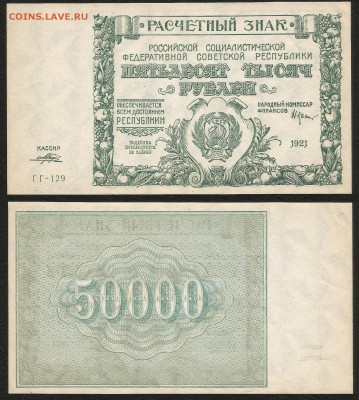 COINS.LAVE.RU
РАСЧЕТНЫЙ ЗНАК
РОССИЙСКОЙ СОЦИАЛИСТИЧЕСКОЙ
ФЕДЕРАТИВНОЙ СОВЕТСКОЙ РЕСПУБЛИКИ
ПЯТЬДЕСЯТ ТЫСЯЧ
РУБЛЕЙ
ОБЕСПЕЧИВАЕТСЯ
ВСЕМ ДОСТОЯНИЕМ
РЕСПУБЛИКИ
НАРОДНЫЙ КОМИССАР
ФИНАНСОВ
КАССИР
1921
ГГ-129
50000